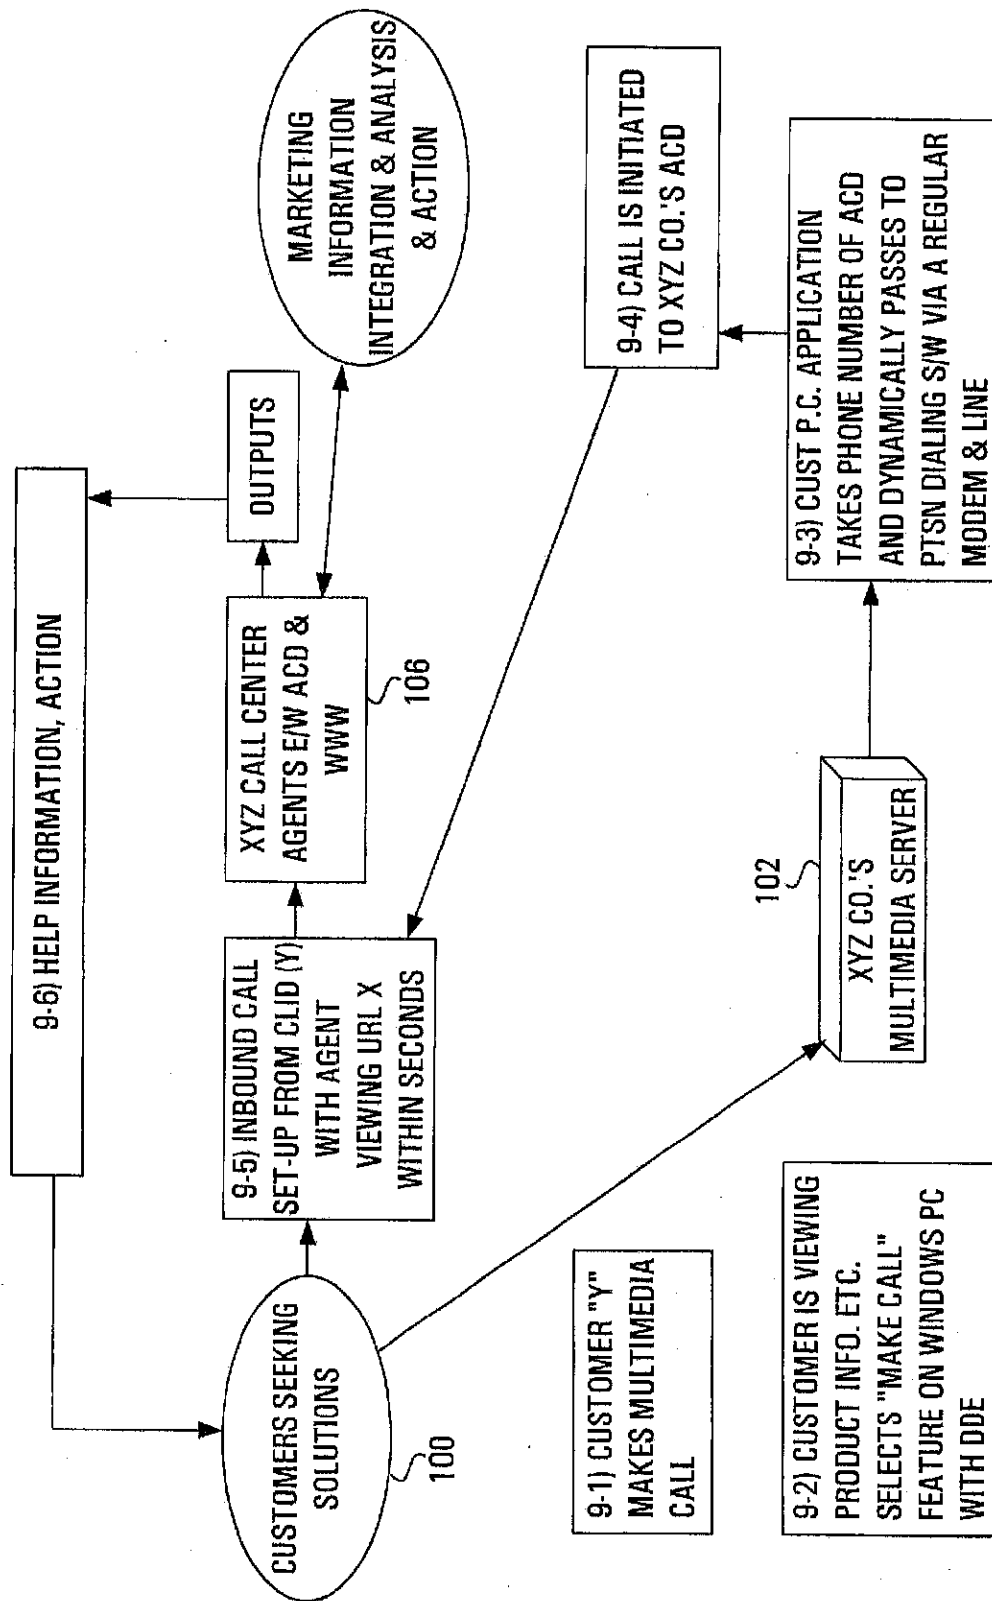 9-6) HELP INFORMATION, ACTION
CUSTOMERS SEEKING
SOLUTIONS
100
9-5) INBOUND CALL
SET-UP FROM CLID (Y)
WITH AGENT
VIEWING URL X
WITHIN SECONDS
XYZ CALL CENTER
AGENTS E/W ACD &
WWW
106
OUTPUTS
MARKETING
INFORMATION
INTEGRATION & ANALYSIS
& ACTION
9-1) CUSTOMER "Y"
MAKES MULTIMEDIA
CALL
9-2) CUSTOMER IS VIEWING
PRODUCT INFO. ETC.
SELECTS "MAKE CALL"
FEATURE ON WINDOWS PC
WITH DDE
102
XYZ CO.'S
MULTIMEDIA SERVER
9-4) CALL IS INITIATED
TO XYZ CO.'S ACD
9-3) CUST P.C. APPLICATION
TAKES PHONE NUMBER OF ACD
AND DYNAMICALLY PASSES TO
PTSN DIALING S/W VIA A REGULAR
MODEM & LINE